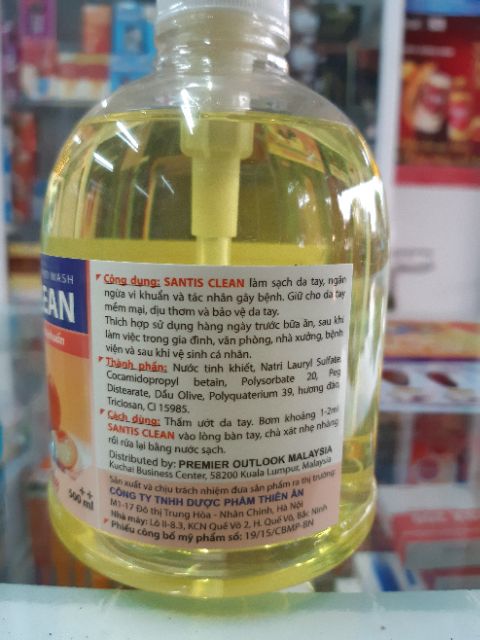 WASH
EAN
Công dụng: SANTIS CLEAN làm sạch da tay, ngăn
ngừa vi khuẩn và tác nhân gây bệnh. Giữ cho da tay
mềm mại, dịu thơm và bảo vệ da tay.
Thích hợp sử dụng hàng ngày trước bữa ăn, sau khi
làm việc trong gia đình, văn phòng, nhà xưởng, bệnh
viện và sau khi vệ sinh cá nhân.
Thành phần: Nước tinh khiết, Natri Lauryl Sulfate,
Cocamidopropyl betain, Polysorbate 20, Peg
Distearate, Dầu Olive, Polyquaterium 39, hương đào,
Triclosan, CI 15985.
Cách dùng: Thấm ướt da tay. Bơm khoảng 1-2ml
SANTIS CLEAN vào lòng bàn tay, chà xát nhẹ nhàng
rồi rửa lại bằng nước sạch.
Distributed by: PREMIER OUTLOOK MALAYSIA
Kuchai Business Center, 58200 Kuala Lumpur, Malaysia
Sản xuất và chịu trách nhiệm đưa sản phẩm ra thị trường:
CÔNG TY TNHH DƯỢC PHẨM THIÊN ÂN
M1-17 Đô thị Trung Hòa - Nhân Chính, Hà Nội
Nhà máy: Lô II-8.3, KCN Quế Võ 2, H. Quế Võ, Bắc Ninh
Phiếu công bố mỹ phẩm số: 19/15/CBMP-BN
500 ml